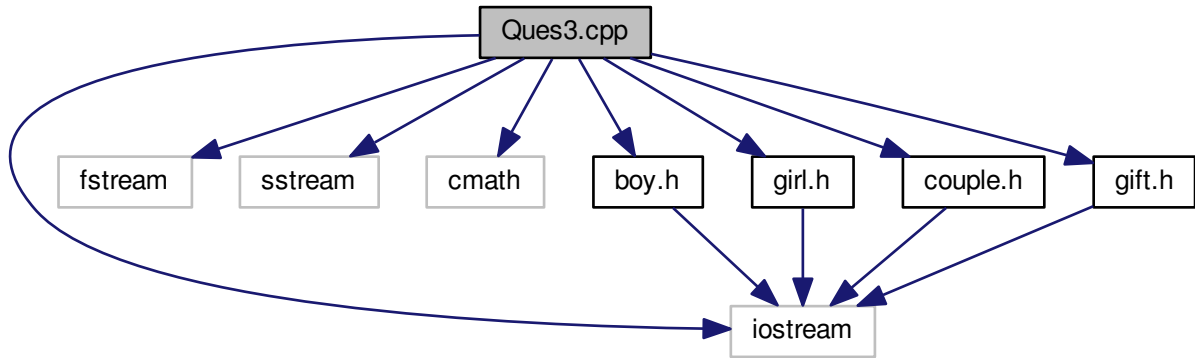 Ques3.cpp
fstream
sstream
cmath
boy.h
girl.h
couple.h
gift.h
iostream